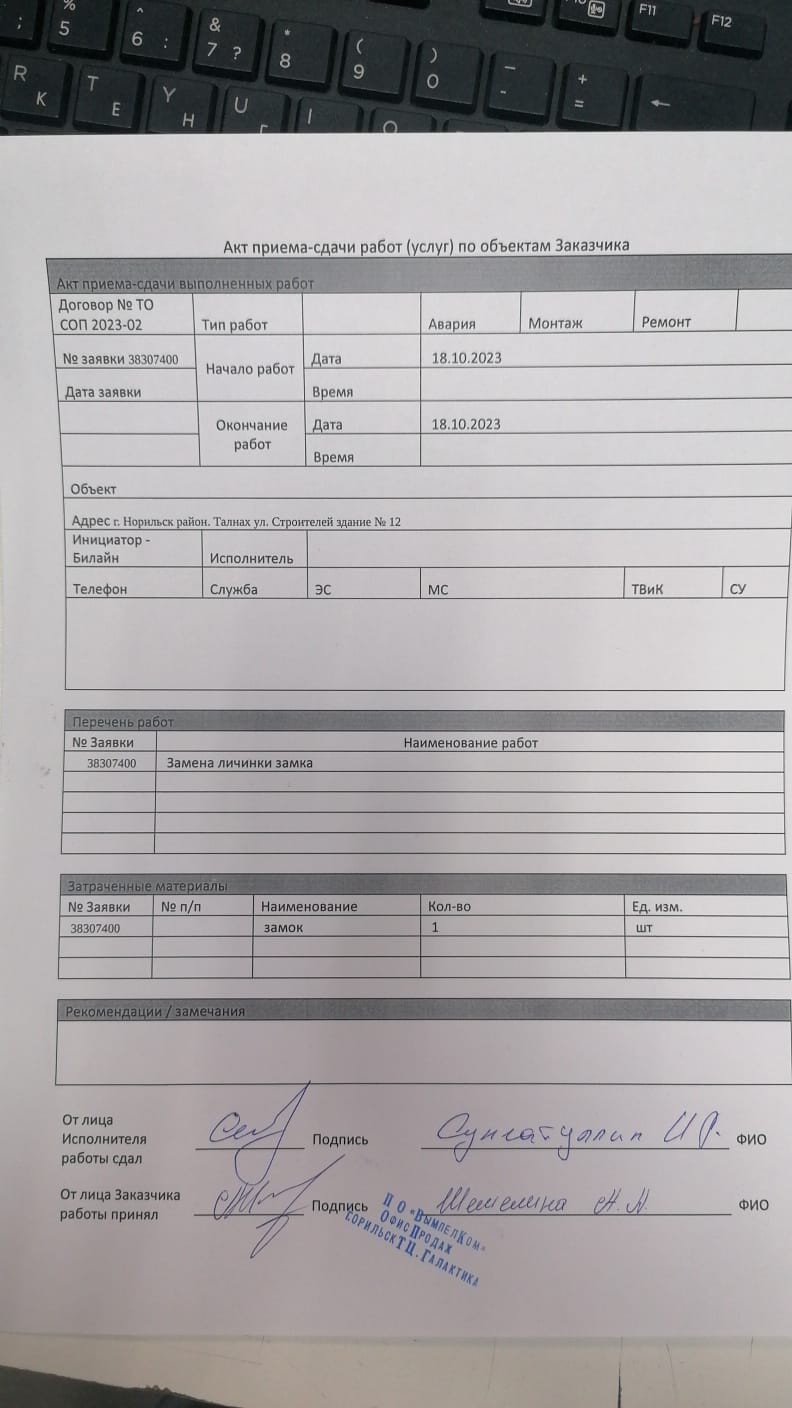 % 5
^ 6 :
& 7 ?
* 8
( 9
) 0
_ -
+ =
F11
F12
R K
T E
Y H
U
I
Акт приема-сдачи работ (услуг) по объектам Заказчика
Акт приема-сдачи выполненных работ
Договор № ТО
СОП 2023-02
Тип работ
Авария
Монтаж
Ремонт
№ заявки 38307400
Начало работ
Дата
18.10.2023
Дата заявки
Время
Окончание
работ
Дата
18.10.2023
Время
Объект
Адрес г. Норильск район. Талнах ул. Строителей здание № 12
Инициатор -
Билайн
Исполнитель
Телефон
Служба
ЭС
МС
ТВиК
СУ
Перечень работ
№ Заявки
Наименование работ
38307400
Замена личинки замка
Затраченные материалы
№ Заявки
№ п/п
Наименование
Кол-во
Ед. изм.
38307400
замок
1
шт
Рекомендации / замечания
От лица
Исполнителя
работы сдал
Подпись
Сунгатуллин И Р.
ФИО
От лица Заказчика
работы принял
Подпись
Шемелина А. М.
ФИО
П О «ВымпелКом»
Офис Продаж
Г.Норильск ТЦ. Галактика